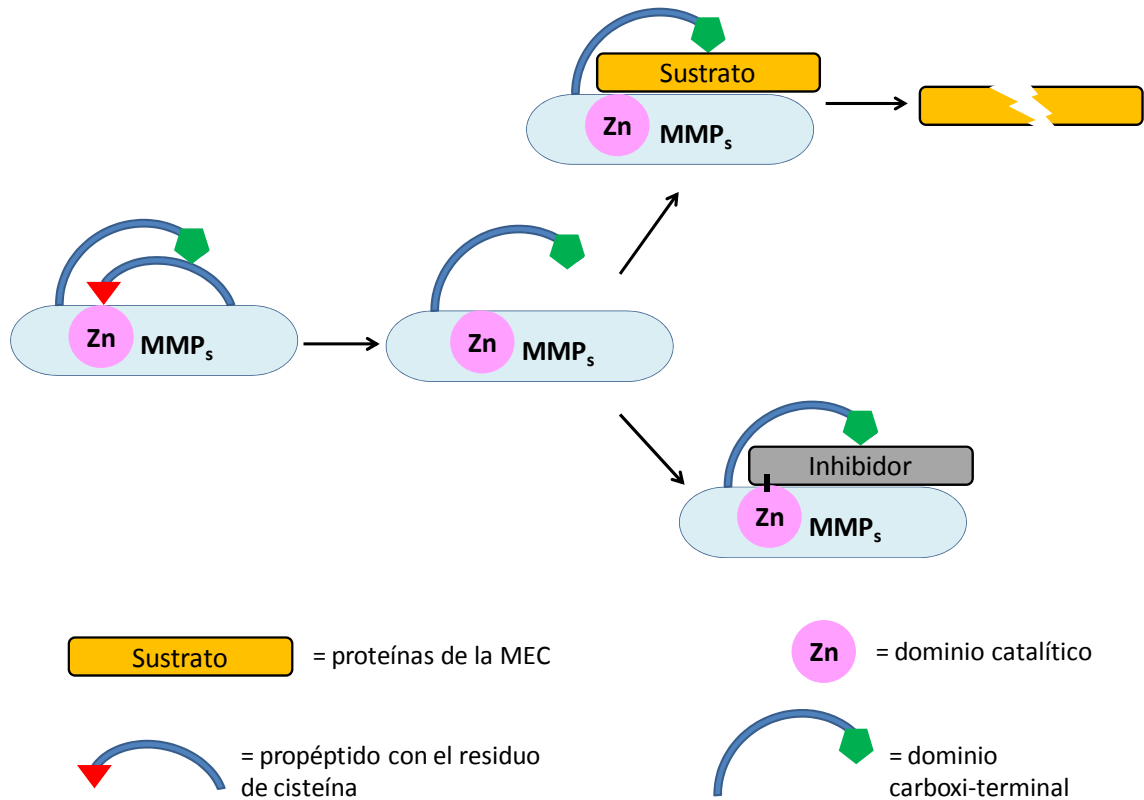 Sustrato
Zn
MMPs
Zn
MMPs
Zn
MMPs
Inhibidor
Zn
MMPs
Sustrato
= proteínas de la MEC
Zn
= dominio catalítico
= propéptido con el residuo
de cisteína
= dominio
carboxi-terminal